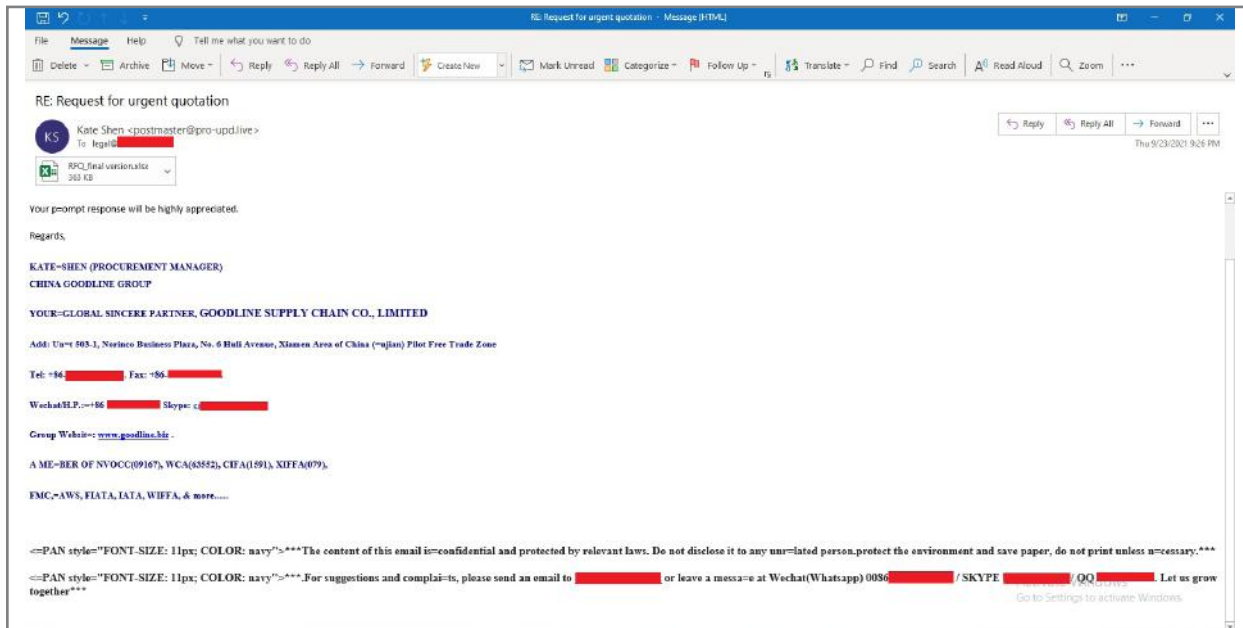 RE: Request for urgent quotation - Message (HTML)
File Message Help Tell me what you want to do
Delete Archive Move Reply Reply All Forward Create New Mark Unread Categorize Follow Up Translate Find Search Read Aloud Zoom ...
RE: Request for urgent quotation
Reply Reply All Forward ...
KS
Kate Shen <postmaster@pro-upd.live>
To legal@
Thu 9/23/2021 9:26 PM
RFQ_final version.xlsx
363 KB
Your p=ompt response will be highly appreciated.
Regards,
KATE=SHEN (PROCUREMENT MANAGER)
CHINA GOODLINE GROUP
YOUR=GLOBAL SINCERE PARTNER, GOODLINE SUPPLY CHAIN CO., LIMITED
Add: Un=t 503-1, Norinco Business Plaza, No. 6 Huli Avenue, Xiamen Area of China (=ujian) Pilot Free Trade Zone
Tel: +86- . Fax: +86-
Wechat/H.P.:=+86 Skype:
Group Websit=: www.goodline.biz .
A ME=BER OF NVOCC(09167), WCA(63552), CIFA(1591), XIFFA(079),
FMC,=AWS, FIATA, IATA, WIFFA, & more.....
<=PAN style="FONT-SIZE: 11px; COLOR: navy">***The content of this email is=confidential and protected by relevant laws. Do not disclose it to any unr=lated person.protect the environment and save paper, do not print unless n=cessary.***
<=PAN style="FONT-SIZE: 11px; COLOR: navy">***.For suggestions and complai=ts, please send an email to or leave a messa=e at Wechat(Whatsapp) 0086 / SKYPE / QQ . Let us grow
together***
Go to Settings to activate Windows.